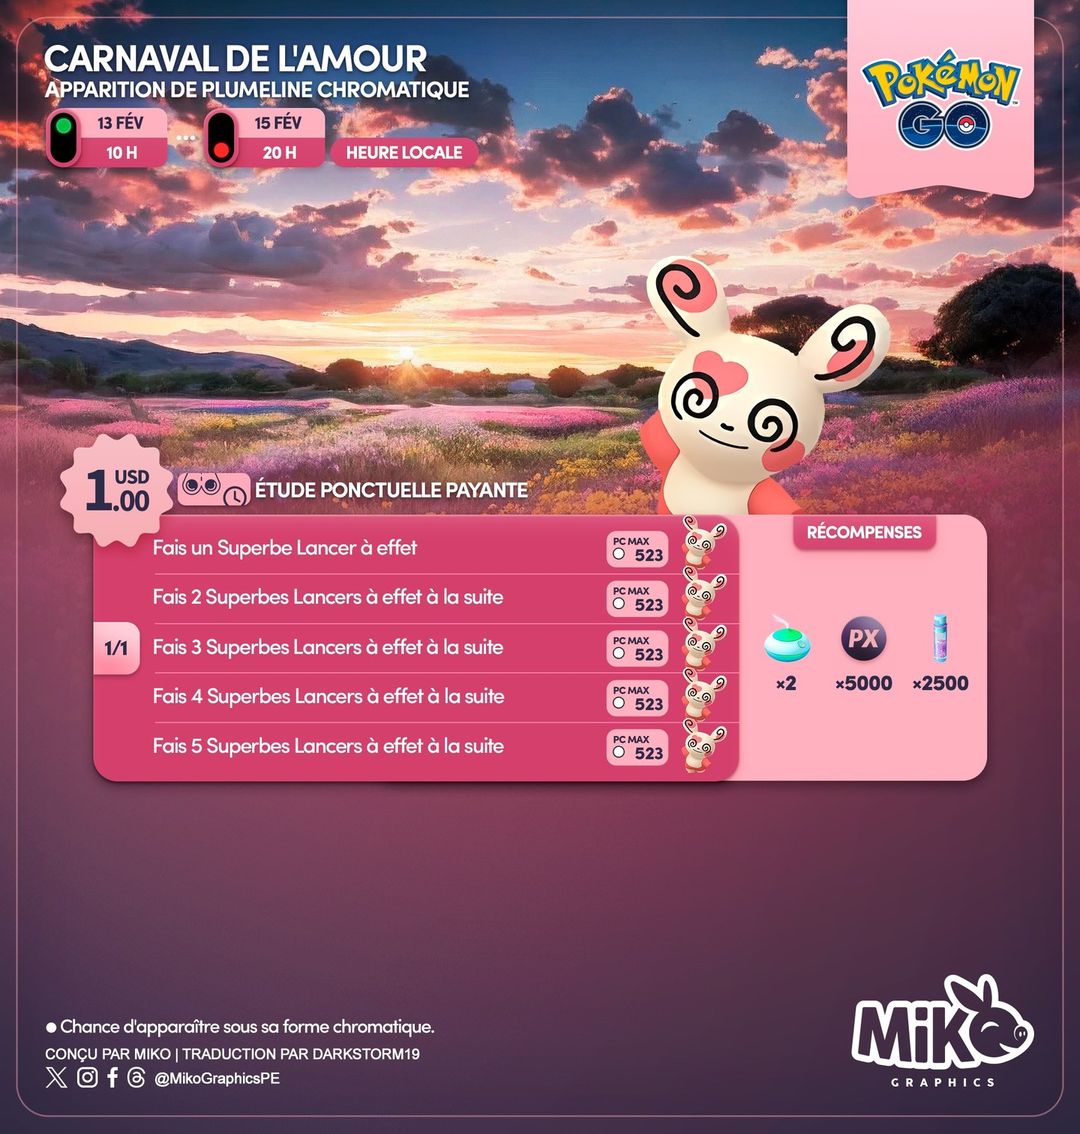 CARNAVAL DE L'AMOUR
APPARITION DE PLUMELINE CHROMATIQUE
13 FÉV
10 H
15 FÉV
20 H
HEURE LOCALE
POKÉMON
GO
1.00 USD
ÉTUDE PONCTUELLE PAYANTE
RÉCOMPENSES
1/1
Fais un Superbe Lancer à effet
PC MAX
523
Fais 2 Superbes Lancers à effet à la suite
PC MAX
523
Fais 3 Superbes Lancers à effet à la suite
PC MAX
523
Fais 4 Superbes Lancers à effet à la suite
PC MAX
523
Fais 5 Superbes Lancers à effet à la suite
PC MAX
523
PX
×2
×5000
×2500
Chance d'apparaître sous sa forme chromatique.
CONÇU PAR MIKO | TRADUCTION PAR DARKSTORM19
@MikoGraphicsPE
MiKO
GRAPHICS